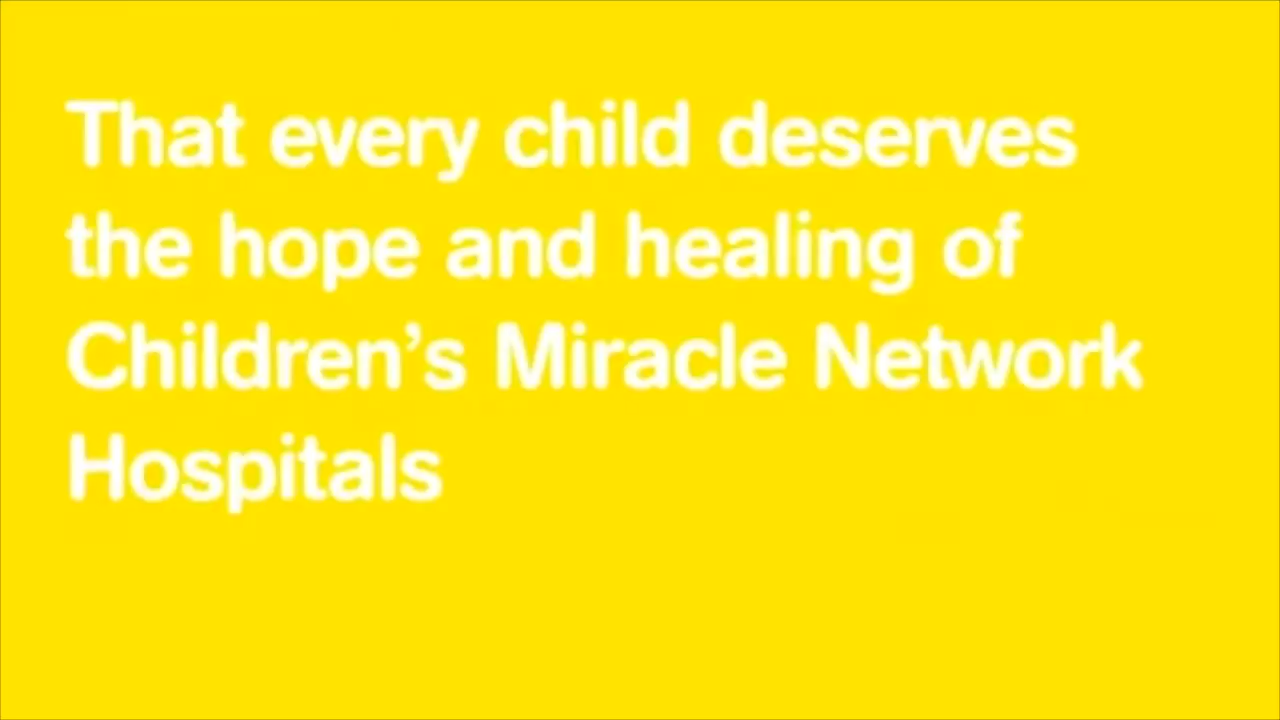 That every child deserves
the hope and healing of
Children’s Miracle Network
Hospitals